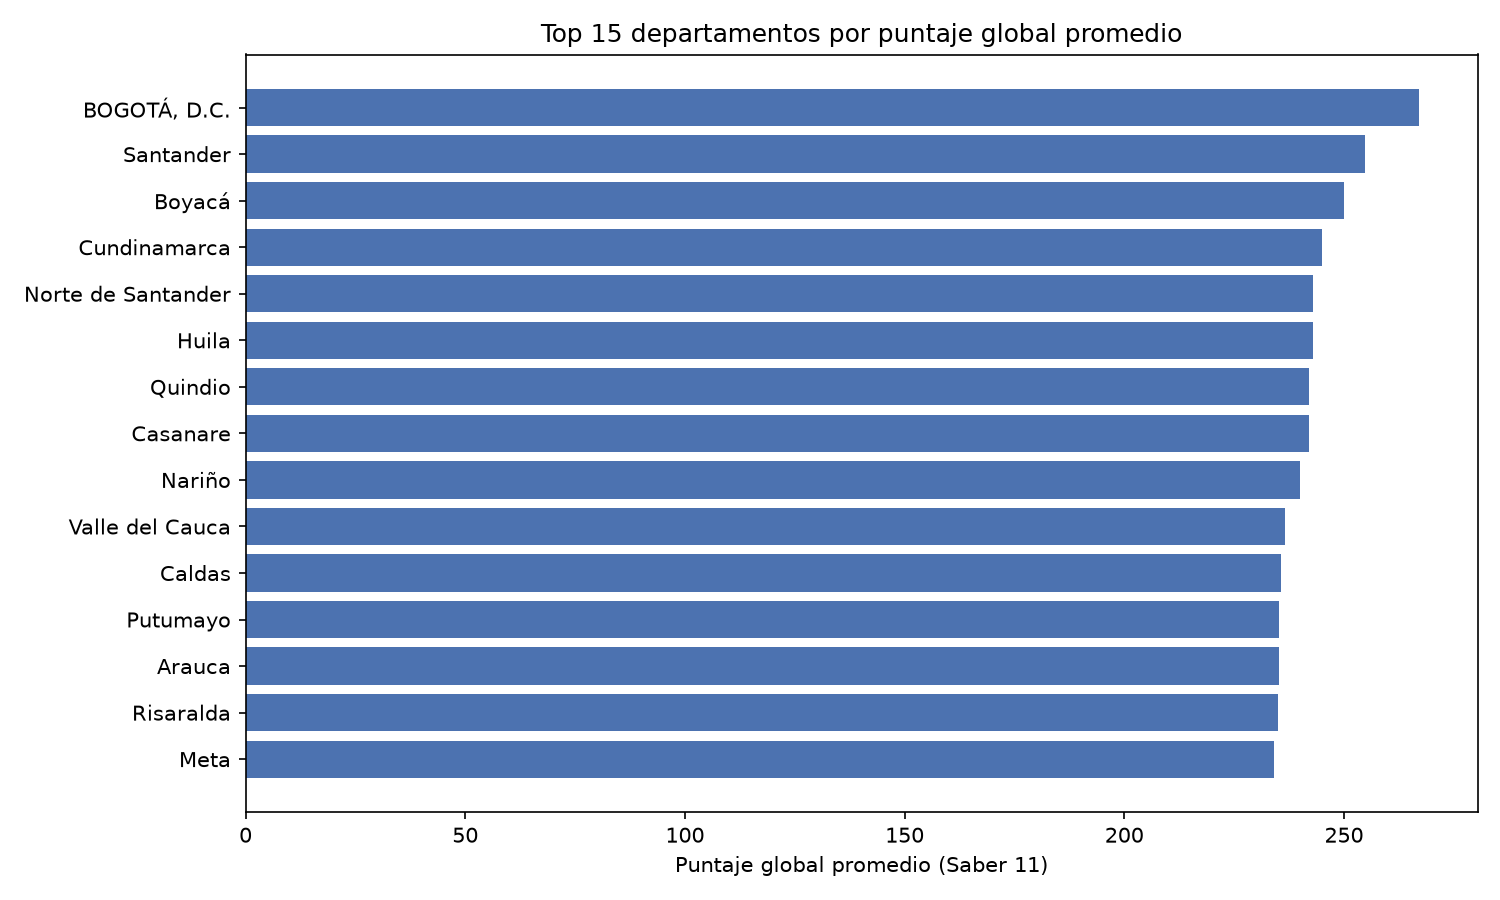 Top 15 departamentos por puntaje global promedio
BOGOTÁ, D.C.
Santander
Boyacá
Cundinamarca
Norte de Santander
Huila
Quindio
Casanare
Nariño
Valle del Cauca
Caldas
Putumayo
Arauca
Risaralda
Meta
0 50 100 150 200 250
Puntaje global promedio (Saber 11)